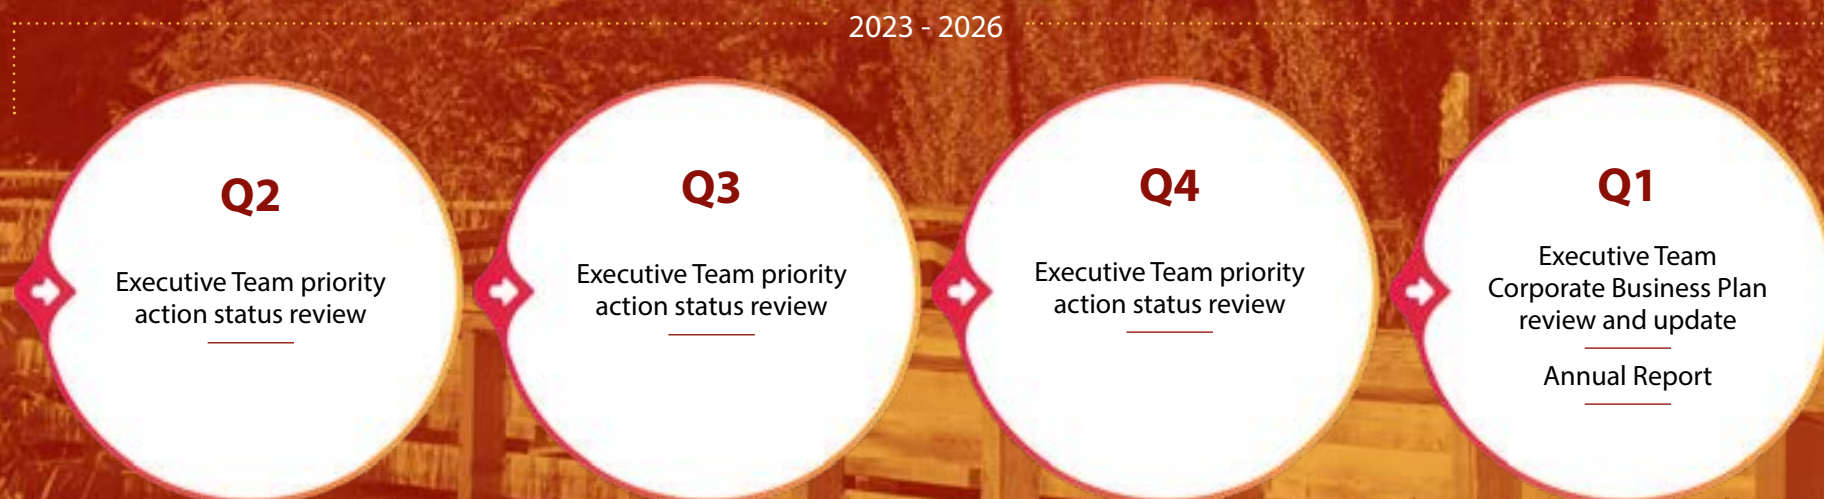 2023 - 2026
Q2
Executive Team priority
action status review
Q3
Executive Team priority
action status review
Q4
Executive Team priority
action status review
Q1
Executive Team
Corporate Business Plan
review and update
Annual Report